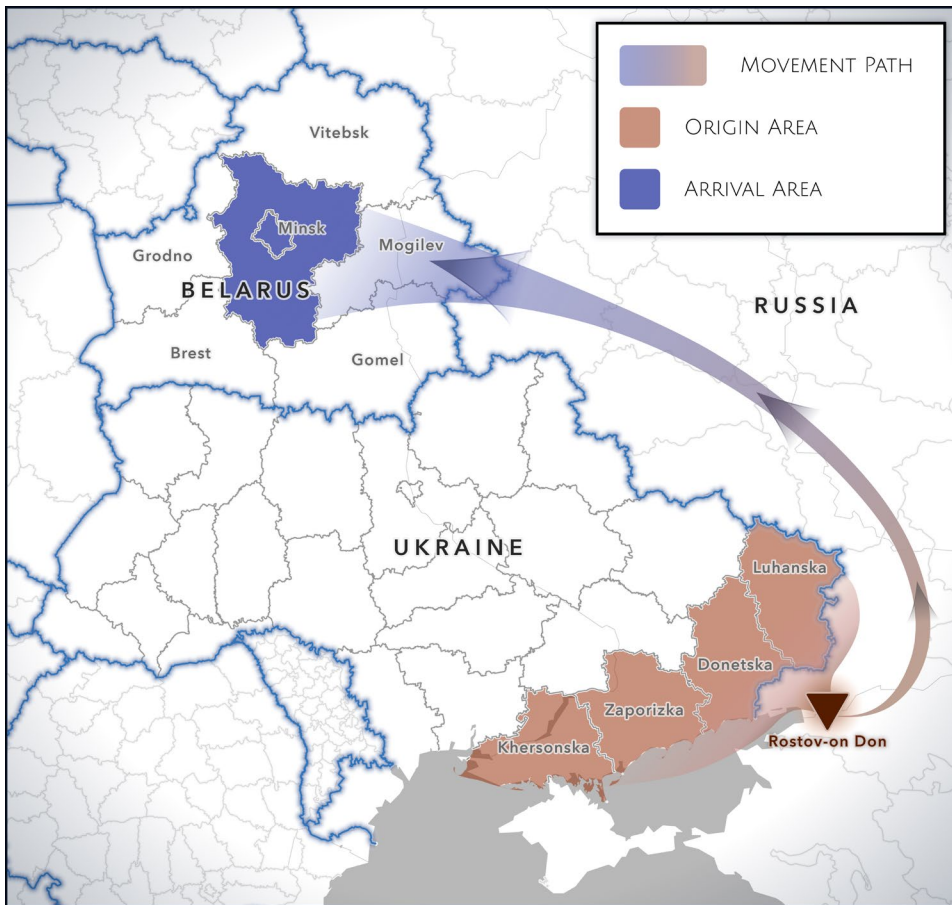 MOVEMENT PATH
ORIGIN AREA
ARRIVAL AREA
Vitebsk
Minsk
Mogilev
Grodno
BELARUS
RUSSIA
Brest
Gomel
UKRAINE
Luhanska
Donetska
Zaporizka
Khersonska
Rostov-on Don